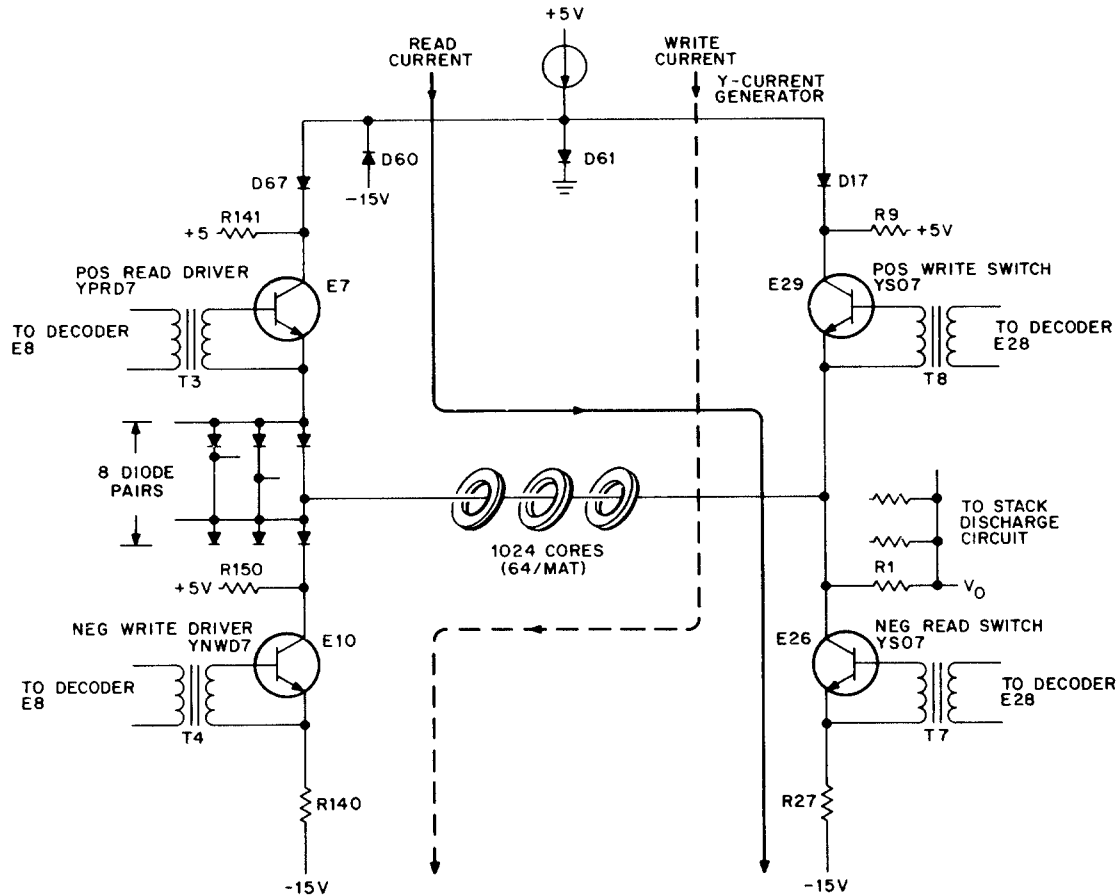 +5V
READ
CURRENT
WRITE
CURRENT
Y-CURRENT
GENERATOR
D60
-15V
D61
D67
D17
R141
+5
R9
+5V
POS READ DRIVER
YPRD7
E7
E29
POS WRITE SWITCH
YS07
TO DECODER
E8
T3
T8
TO DECODER
E28
8 DIODE
PAIRS
1024 CORES
(64/MAT)
TO STACK
DISCHARGE
CIRCUIT
R150
+5V
R1
V0
NEG WRITE DRIVER
YNWD7
E10
E26
NEG READ SWITCH
YS07
TO DECODER
E8
T4
T7
TO DECODER
E28
R140
R27
-15V
-15V